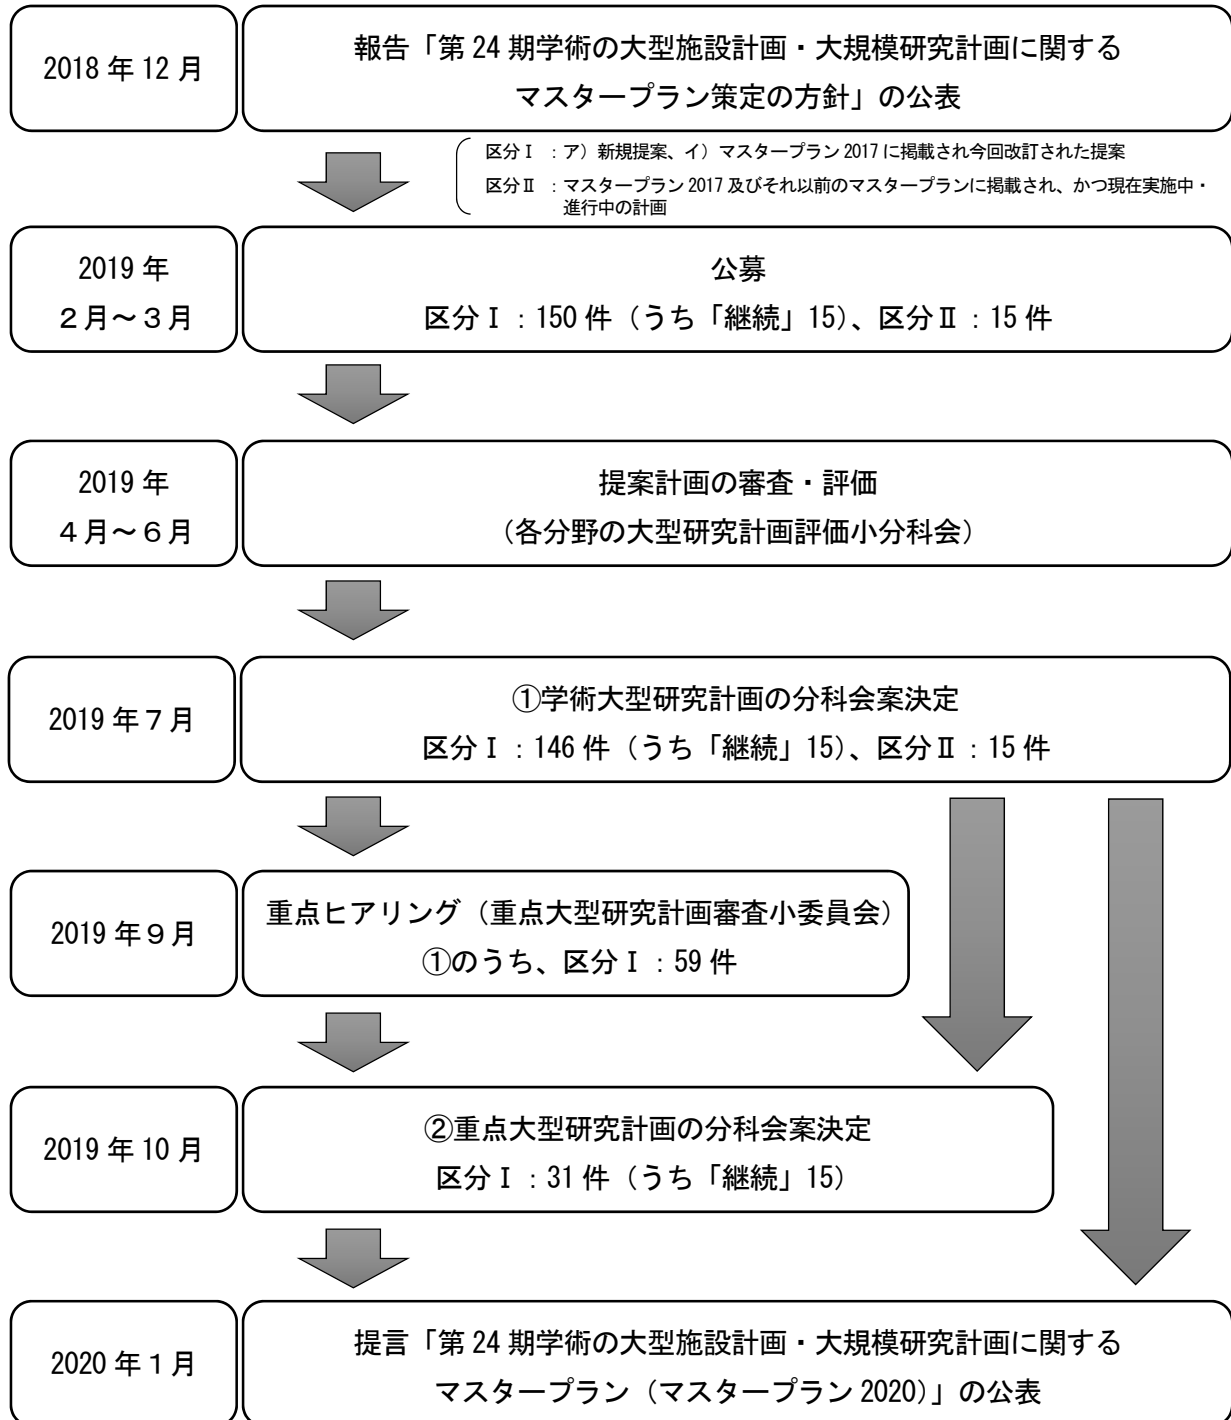 2018 年 12 月
報告「第 24 期学術の大型施設計画・大規模研究計画に関する
マスタープラン策定の方針」の公表
区分Ⅰ ：ア）新規提案、イ）マスタープラン 2017 に掲載され今回改訂された提案
区分Ⅱ ：マスタープラン 2017 及びそれ以前のマスタープランに掲載され、かつ現在実施中・
進行中の計画
2019 年
２月～３月
公募
区分Ⅰ：150 件（うち「継続」15）、区分Ⅱ：15 件
2019 年
４月～６月
提案計画の審査・評価
（各分野の大型研究計画評価小分科会）
2019 年７月
①学術大型研究計画の分科会案決定
区分Ⅰ：146 件（うち「継続」15）、区分Ⅱ：15 件
2019 年９月
重点ヒアリング（重点大型研究計画審査小委員会）
①のうち、区分Ⅰ：59 件
2019 年 10 月
②重点大型研究計画の分科会案決定
区分Ⅰ：31 件（うち「継続」15）
2020 年１月
提言「第 24 期学術の大型施設計画・大規模研究計画に関する
マスタープラン（マスタープラン 2020）」の公表